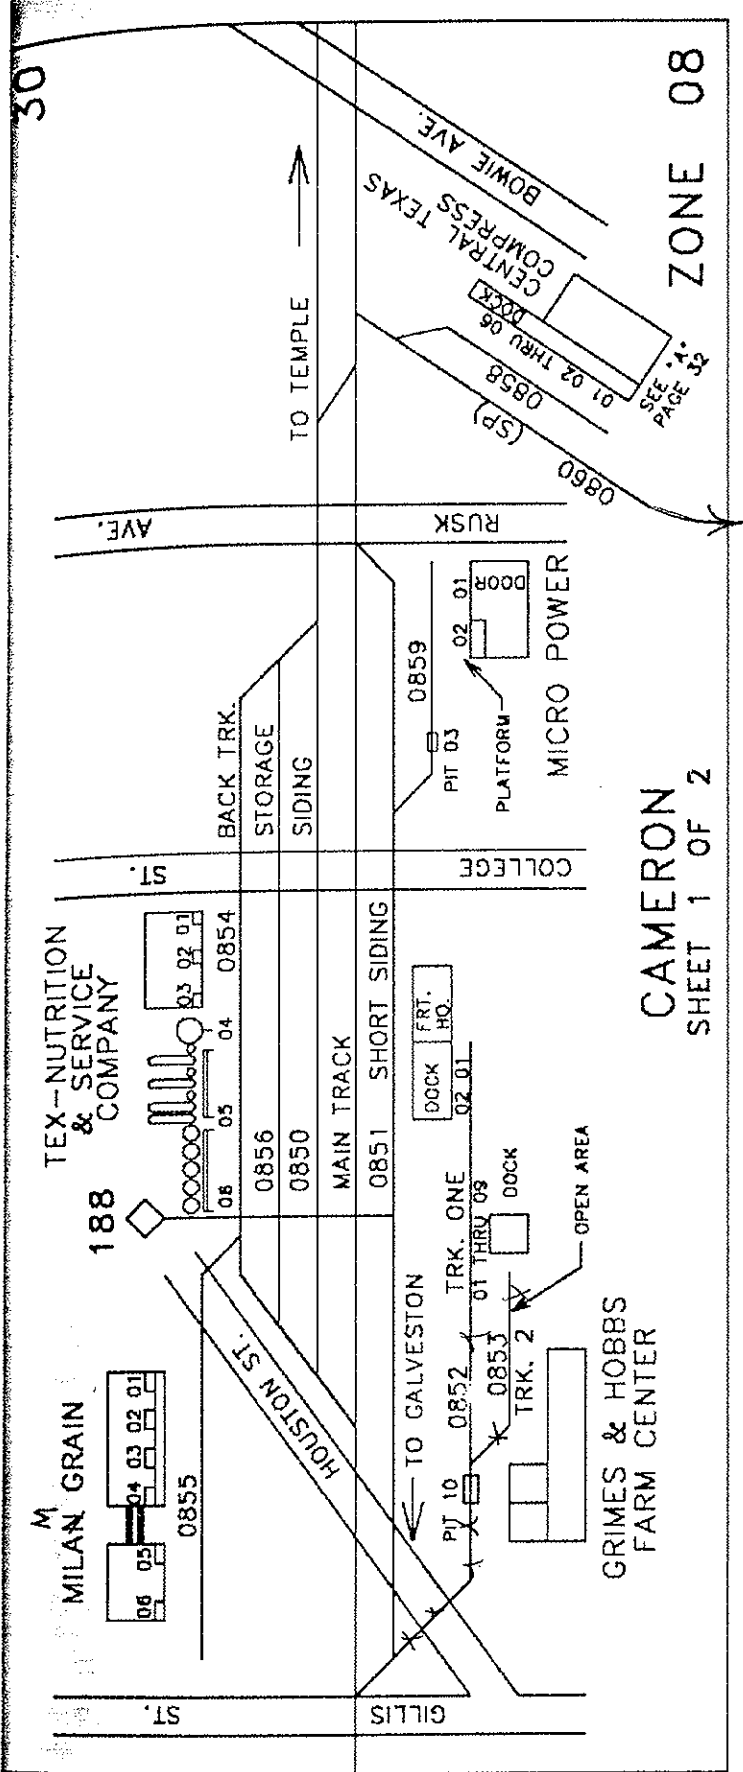 30
M
MILAN GRAIN
06 05 04 03 02 01
0855
HOUSTON ST.
188
TEX-NUTRITION
& SERVICE
COMPANY
06 05 04 03 02 01
0854
BACK TRK.
0856 STORAGE
0850 SIDING
MAIN TRACK
0851 SHORT SIDING
TO TEMPLE
TO GALVESTON
GILLIS ST.
COLLEGE ST.
RUSK AVE.
BOWIE AVE.
PIT 10
0852 TRK. ONE
01 THRU 09
DOCK
0853
TRK. 2
OPEN AREA
DOCK
FRT.
HO.
02 01
GRIMES & HOBBS
FARM CENTER
0859
PIT 03
PLATFORM
02 01
DOOR
MICRO POWER
CENTRAL TEXAS
COMPRESS
DOCK
01 02 THRU 06
0858
(SP)
0860
SEE "A"
PAGE 32
CAMERON
SHEET 1 OF 2
ZONE 08